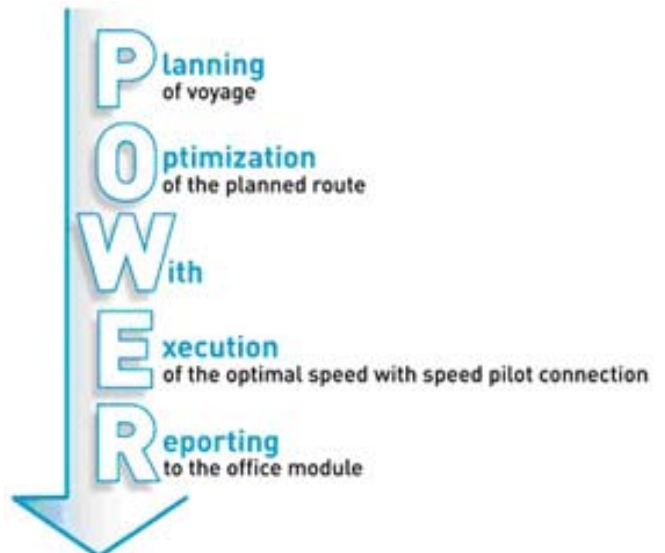 Planning
of voyage
Optimization
of the planned route
With
Execution
of the optimal speed with speed pilot connection
Reporting
to the office module